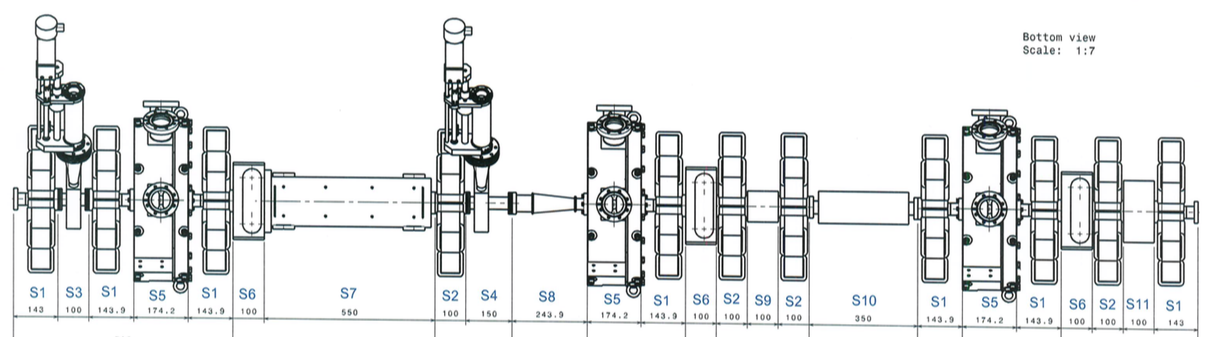 Bottom view
Scale: 1:7
S1 S3 S1 S5 S1 S6 S7 S2 S4 S8 S5 S1 S6 S2 S9 S2 S10 S1 S5 S1 S6 S2 S11 S1
143 100 143.9 174.2 143.9 100 550 100 150 243.9 174.2 143.9 100 100 100 100 350 143.9 174.2 143.9 100 100 100 143